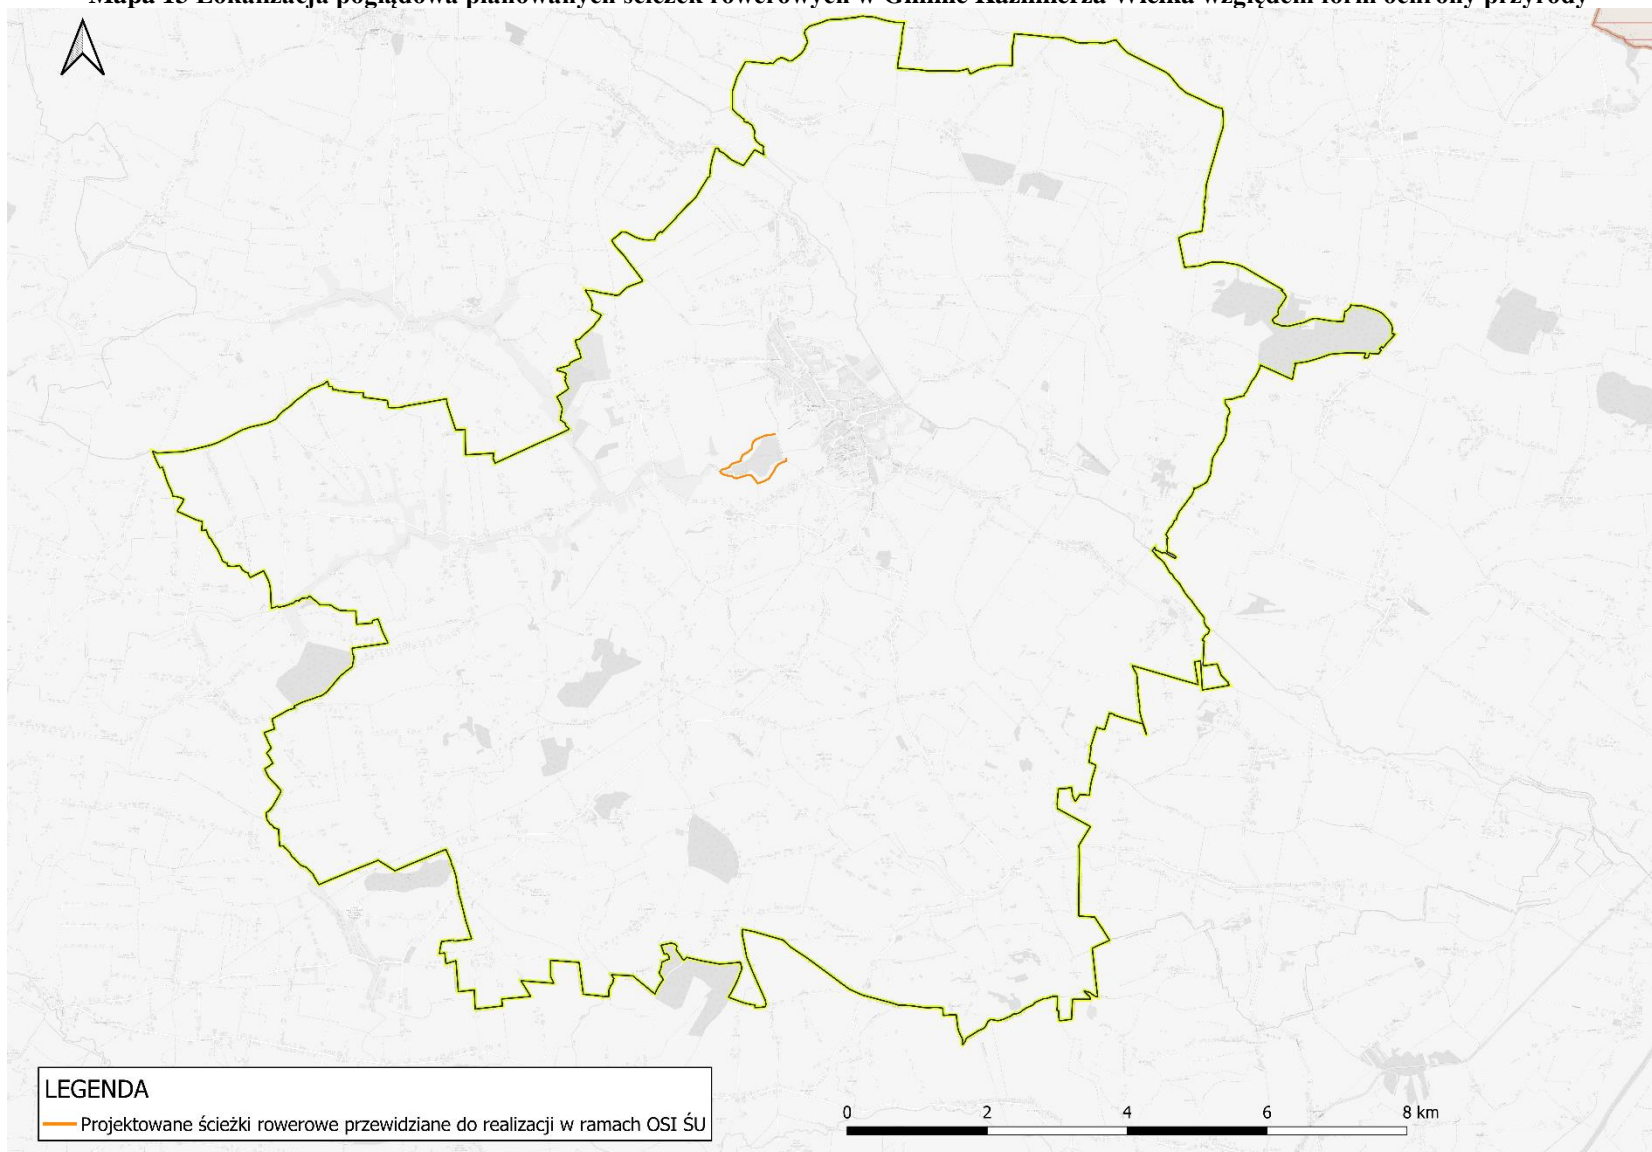 Mapa 13 Lokalizacja poglądowa planowanych ścieżek rowerowych w Gminie Kazimierza Wielka względem form ochrony przyrody
LEGENDA
Projektowane ścieżki rowerowe przewidziane do realizacji w ramach OSI ŚU
0 2 4 6 8 km